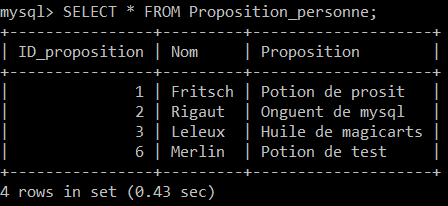 mysql> SELECT * FROM Proposition_personne;
+----------------+---------+--------------------+
| ID_proposition | Nom     | Proposition        |
+----------------+---------+--------------------+
|              1 | Fritsch | Potion de prosit   |
|              2 | Rigaut  | Onguent de mysql   |
|              3 | Leleux  | Huile de magicarts |
|              6 | Merlin  | Potion de test     |
+----------------+---------+--------------------+
4 rows in set (0.43 sec)